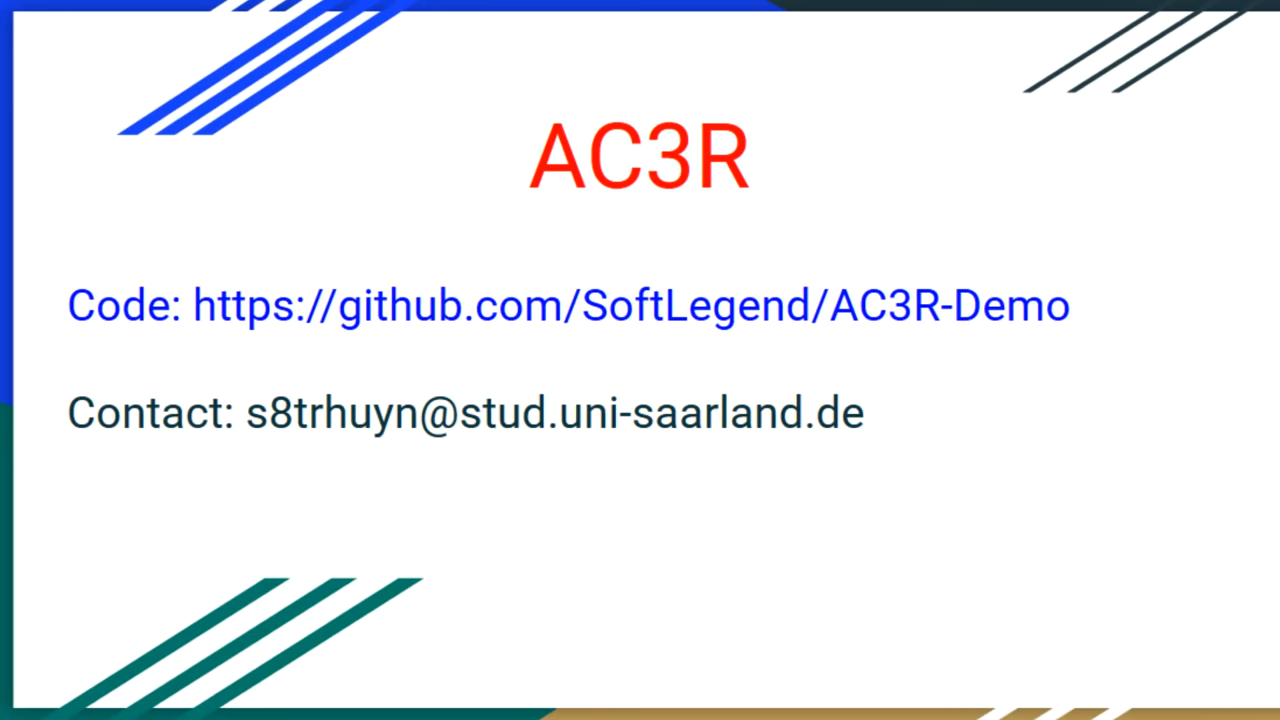 AC3R
Code: https://github.com/SoftLegend/AC3R-Demo
Contact: s8trhuyn@stud.uni-saarland.de